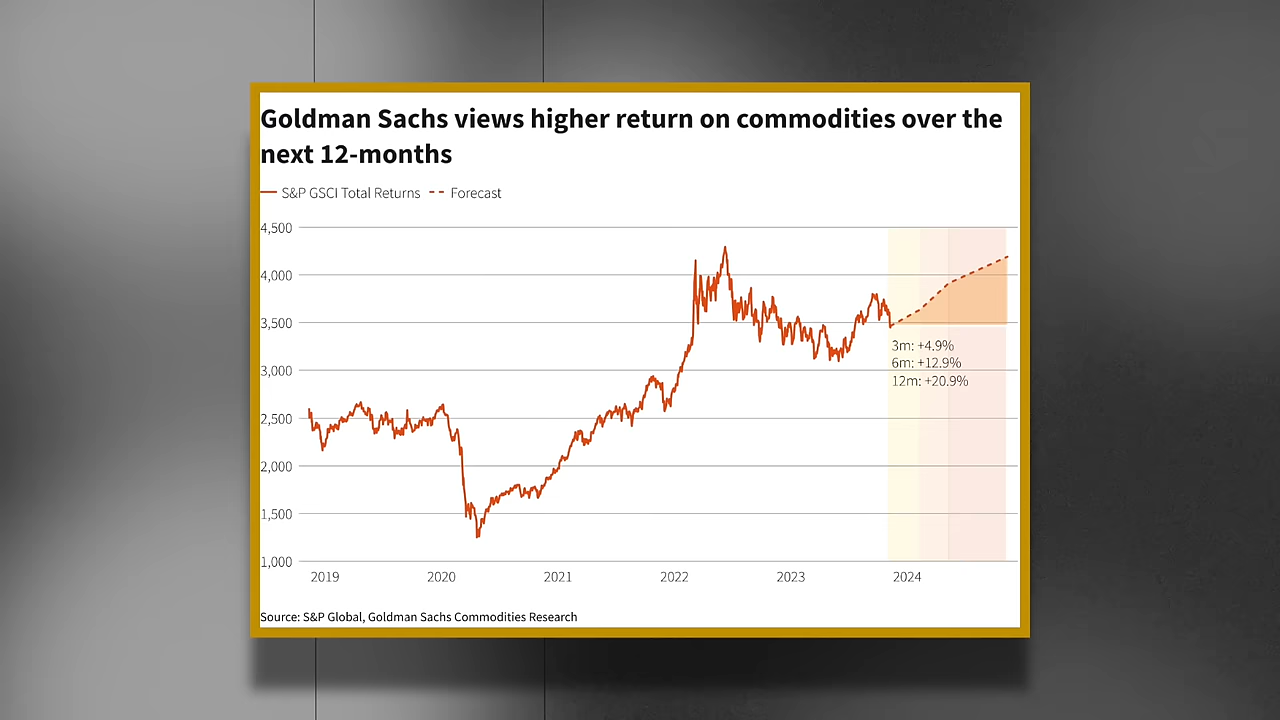 Goldman Sachs views higher return on commodities over the
next 12-months
S&P GSCI Total Returns Forecast
4,500
4,000
3,500
3,000
2,500
2,000
1,500
1,000
3m: +4.9%
6m: +12.9%
12m: +20.9%
2019 2020 2021 2022 2023 2024
Source: S&P Global, Goldman Sachs Commodities Research